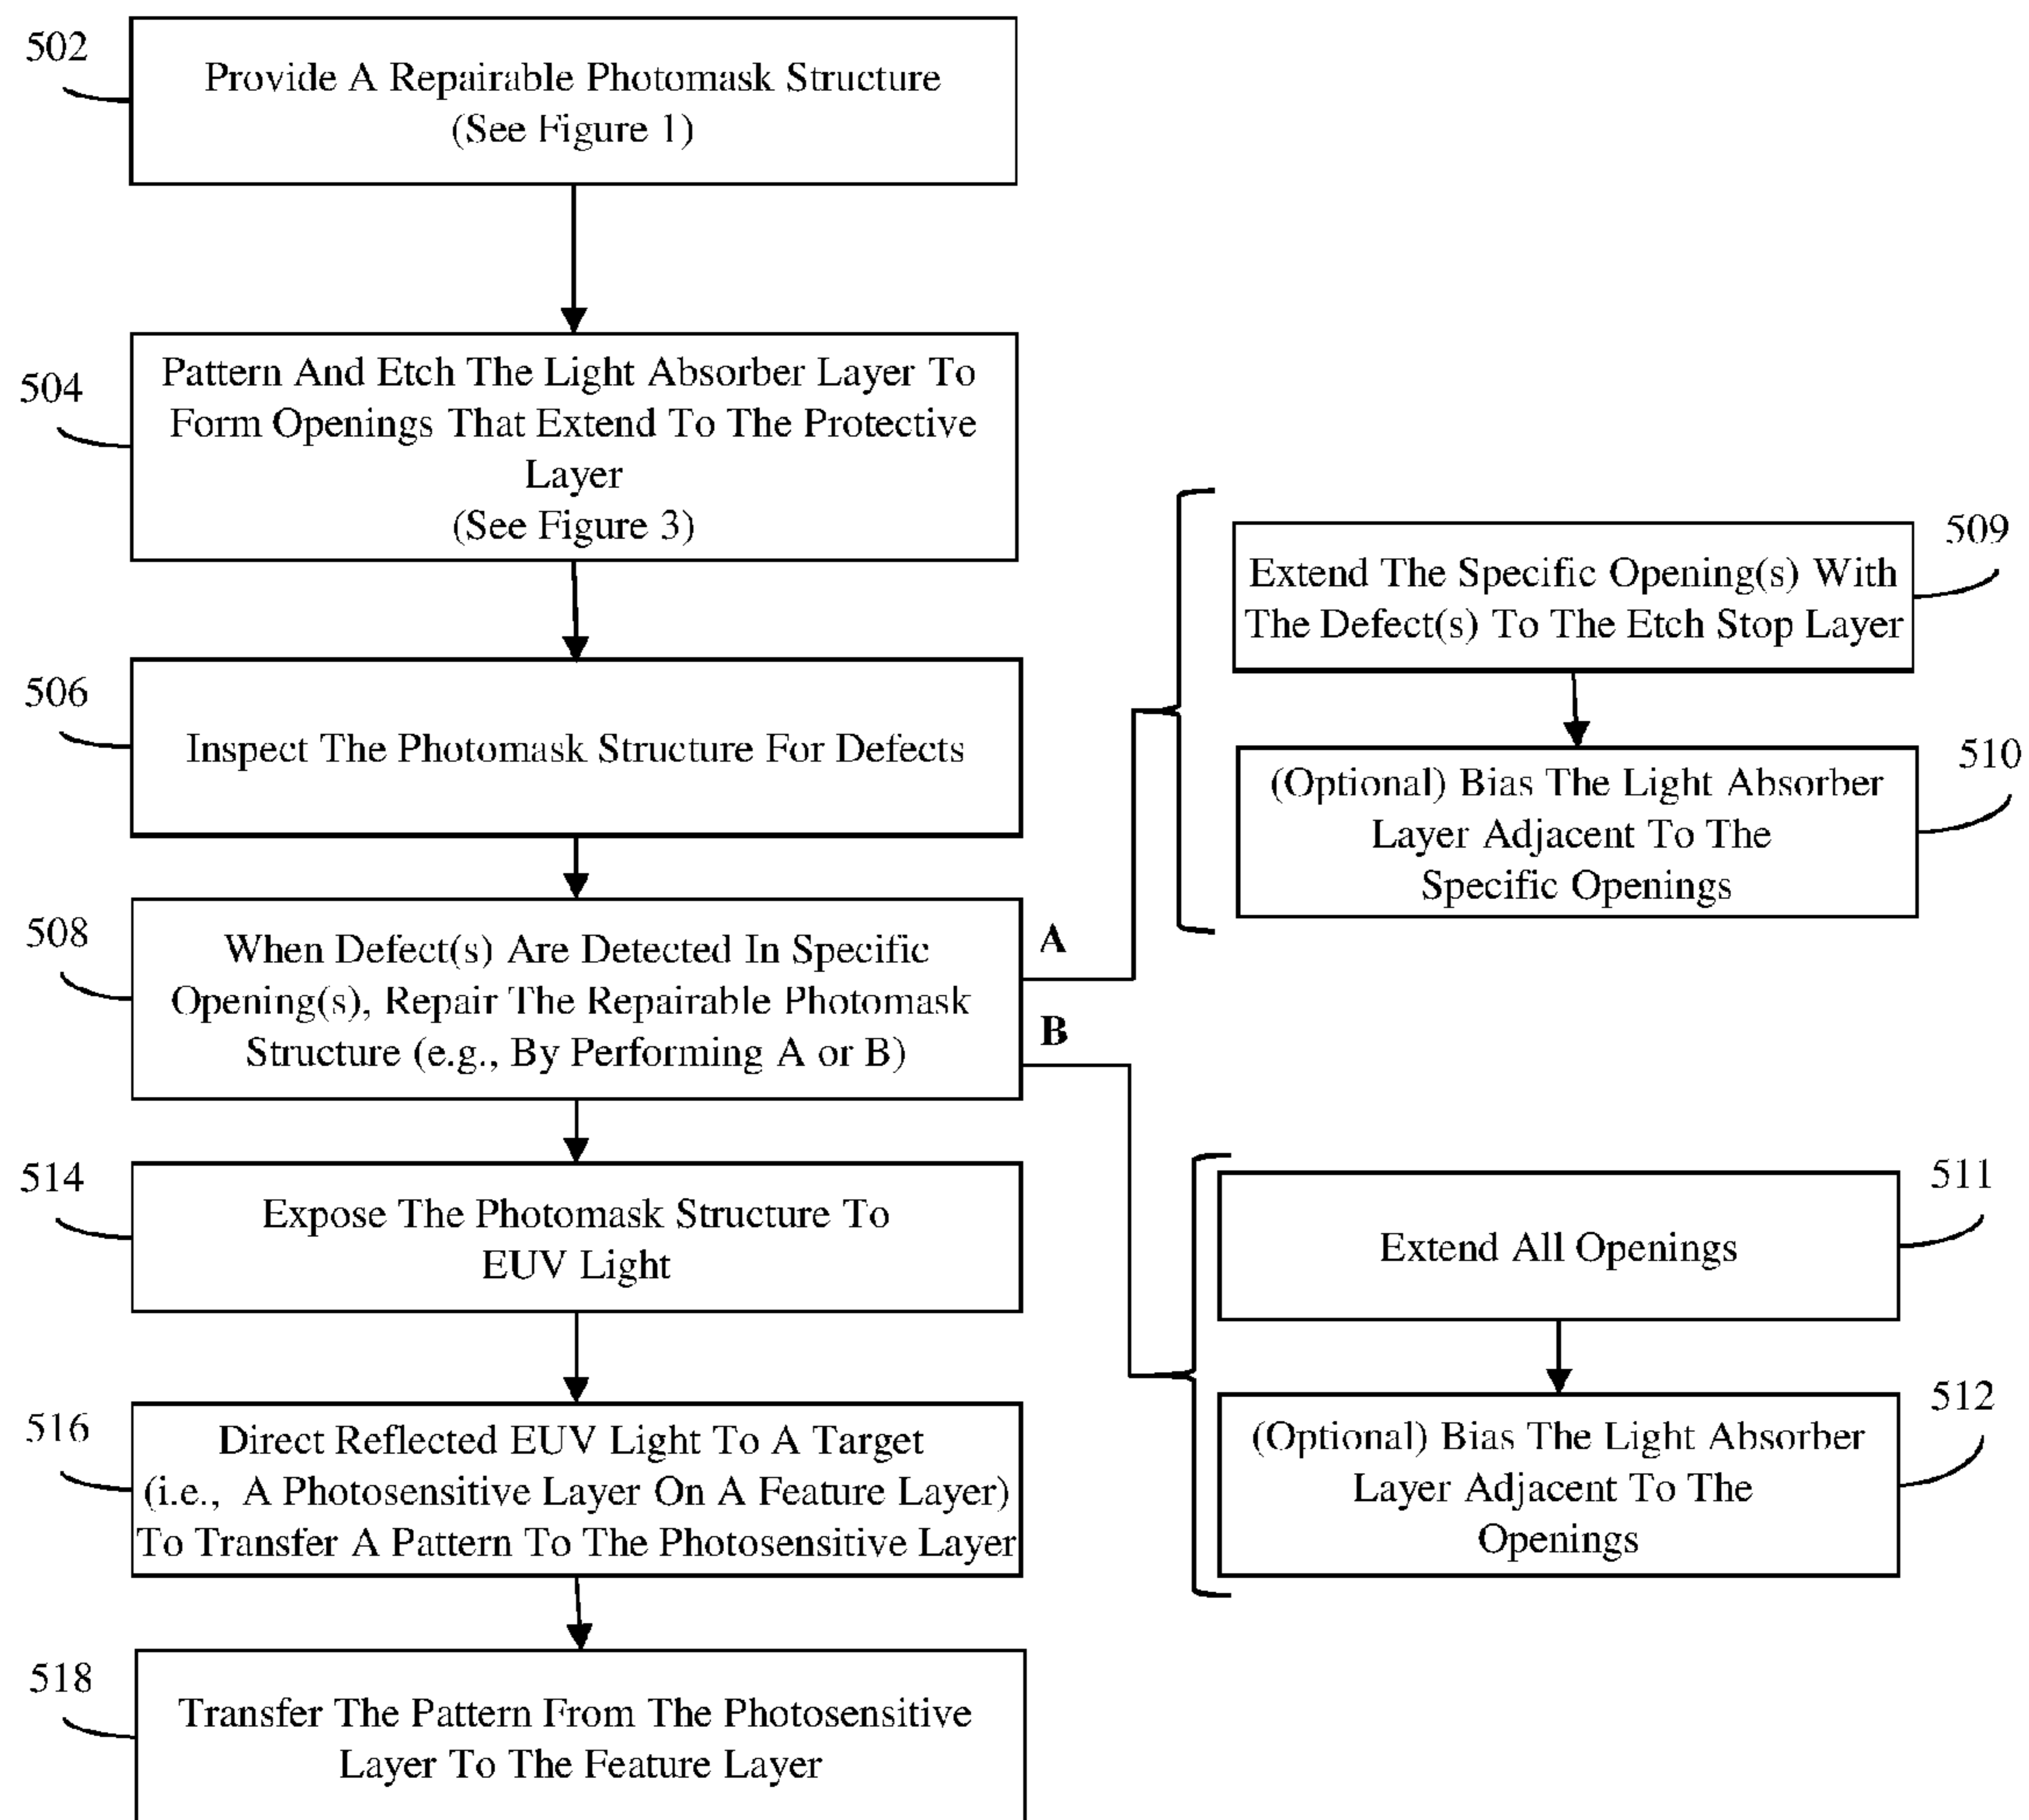 502
Provide A Repairable Photomask Structure
(See Figure 1)
504
Pattern And Etch The Light Absorber Layer To
Form Openings That Extend To The Protective
Layer
(See Figure 3)
506
Inspect The Photomask Structure For Defects
508
When Defect(s) Are Detected In Specific
Opening(s), Repair The Repairable Photomask
Structure (e.g., By Performing A or B)
A
B
509
Extend The Specific Opening(s) With
The Defect(s) To The Etch Stop Layer
510
(Optional) Bias The Light Absorber
Layer Adjacent To The
Specific Openings
511
Extend All Openings
512
(Optional) Bias The Light Absorber
Layer Adjacent To The
Openings
514
Expose The Photomask Structure To
EUV Light
516
Direct Reflected EUV Light To A Target
(i.e., A Photosensitive Layer On A Feature Layer)
To Transfer A Pattern To The Photosensitive Layer
518
Transfer The Pattern From The Photosensitive
Layer To The Feature Layer